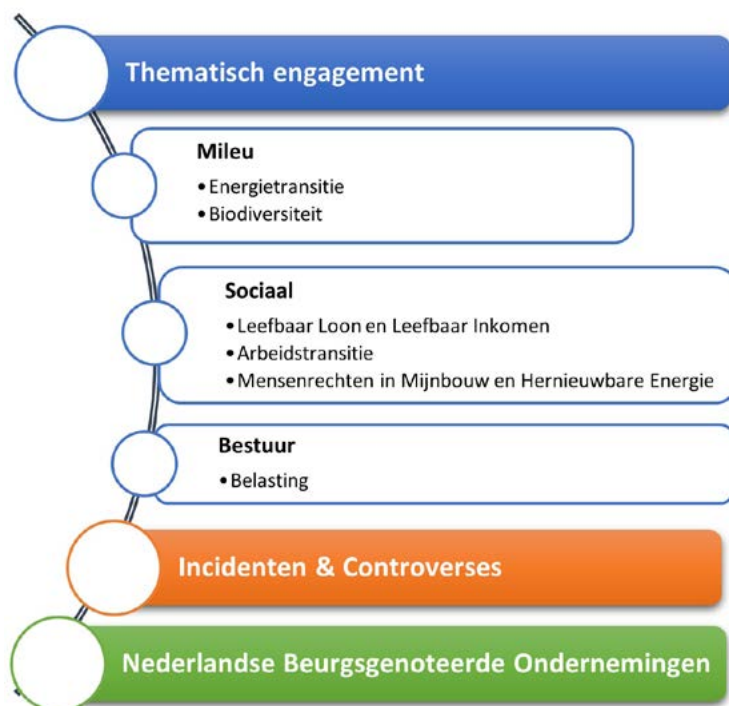 Thematisch engagement
Mileu
•Energietransitie
•Biodiversiteit
Sociaal
•Leefbaar Loon en Leefbaar Inkomen
•Arbeidstransitie
•Mensenrechten in Mijnbouw en Hernieuwbare Energie
Bestuur
•Belasting
Incidenten & Controverses
Nederlandse Beurgsgenoteerde Ondernemingen